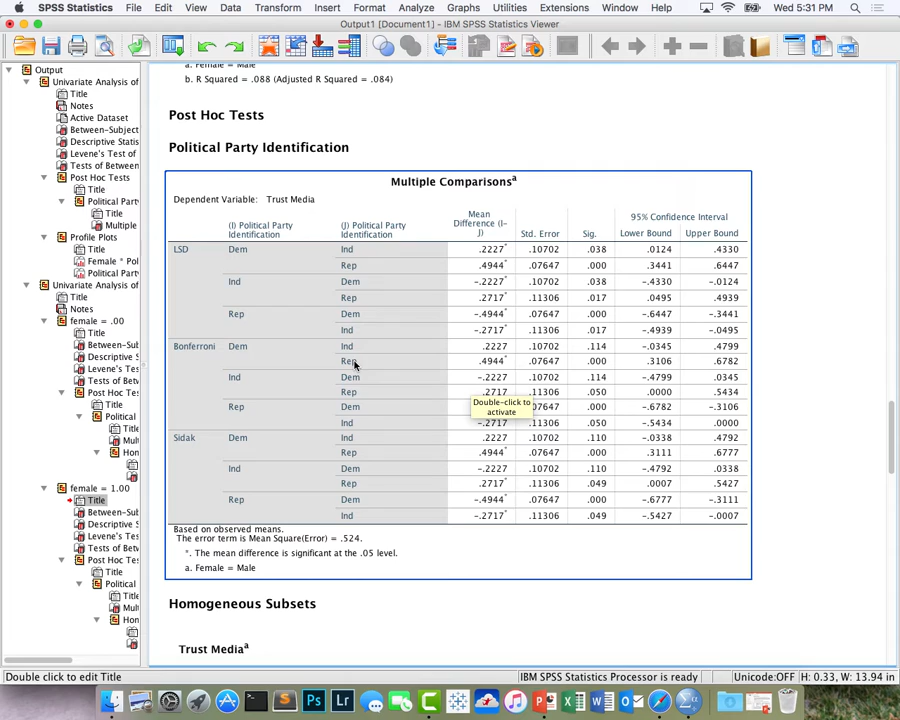 SPSS Statistics File Edit View Data Transform Insert Format Analyze Graphs Utilities Extensions Window Help Wed 5:31 PM
Output1 [Document1] - IBM SPSS Statistics Viewer
Output
Univariate Analysis of
Title
Notes
Active Dataset
Between-Subject
Descriptive Statis
Levene's Test of
Tests of Between
Post Hoc Tests
Title
Political Part
Title
Multiple
Profile Plots
Title
Female * Pol
Political Parti
Univariate Analysis of
Title
Notes
female = .00
Title
Between-Sub
Descriptive S
Levene's Tes
Tests of Betw
Post Hoc Tes
Title
Political
Title
Mul
Hon
female = 1.00
Title
Between-Sub
Descriptive S
Levene's Tes
Tests of Betw
Post Hoc Tes
Title
Political
Title
Mul
Hon
a. Female = Male
b. R Squared = .088 (Adjusted R Squared = .084)
Post Hoc Tests
Political Party Identification
Multiple Comparisonsa
Dependent Variable: Trust Media
(I) Political Party Identification (J) Political Party Identification Mean Difference (I-J) Std. Error Sig. 95% Confidence Interval
Lower Bound Upper Bound
LSD Dem Ind .2227* .10702 .038 .0124 .4330
Rep .4944* .07647 .000 .3441 .6447
Ind Dem -.2227* .10702 .038 -.4330 -.0124
Rep .2717* .11306 .017 .0495 .4939
Rep Dem -.4944* .07647 .000 -.6447 -.3441
Ind -.2717* .11306 .017 -.4939 -.0495
Bonferroni Dem Ind .2227 .10702 .114 -.0345 .4799
Rep .4944* .07647 .000 .3106 .6782
Ind Dem -.2227 .10702 .114 -.4799 .0345
Rep .2717 .11306 .050 .0000 .5434
Rep Dem 07647 .000 -.6782 -.3106
Ind -.2717 .11306 .050 -.5434 .0000
Sidak Dem Ind .2227 .10702 .110 -.0338 .4792
Rep .4944* .07647 .000 .3111 .6777
Ind Dem -.2227 .10702 .110 -.4792 .0338
Rep .2717* .11306 .049 .0007 .5427
Rep Dem -.4944* .07647 .000 -.6777 -.3111
Ind -.2717* .11306 .049 -.5427 -.0007
Double-click to
activate
Based on observed means.
The error term is Mean Square(Error) = .524.
*. The mean difference is significant at the .05 level.
a. Female = Male
Homogeneous Subsets
Trust Mediaa
Double click to edit Title IBM SPSS Statistics Processor is ready Unicode:OFF H: 0.33, W: 13.94 in
Ps Lr